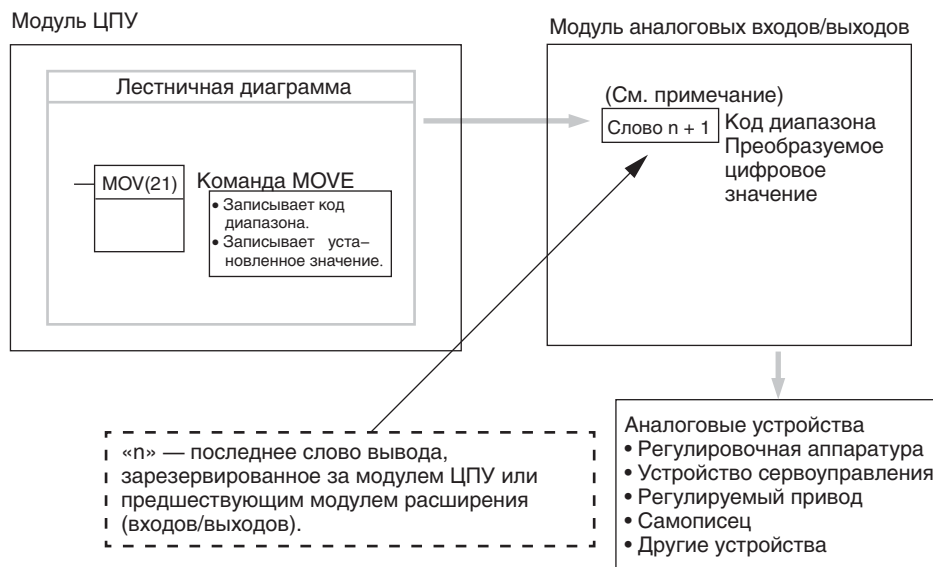 Модуль ЦПУ
Лестничная диаграмма
MOV(21)
Команда MOVE
• Записывает код
диапазона.
• Записывает уста–
новленное значение.
Модуль аналоговых входов/выходов
(См. примечание)
Слово n + 1
Код диапазона
Преобразуемое
цифровое
значение
«n» — последнее слово вывода,
зарезервированное за модулем ЦПУ или
предшествующим модулем расширения
(входов/выходов).
Аналоговые устройства
• Регулировочная аппаратура
• Устройство сервоуправления
• Регулируемый привод
• Самописец
• Другие устройства